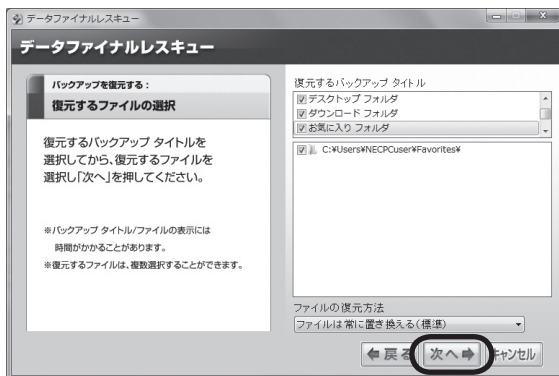 データファイナルレスキュー
データファイナルレスキュー
バックアップを復元する：
復元するファイルの選択
復元するバックアップ タイトルを
選択してから、復元するファイルを
選択し「次へ」を押してください。
※バックアップ タイトル/ファイルの表示には
時間がかかることがあります。
※復元するファイルは、複数選択することができます。
復元するバックアップ タイトル
デスクトップ フォルダ
ダウンロード フォルダ
お気に入り フォルダ
C:¥Users¥NECPCuser¥Favorites¥
ファイルの復元方法
ファイルは常に置き換える(標準)
戻る 次へ キャンセル